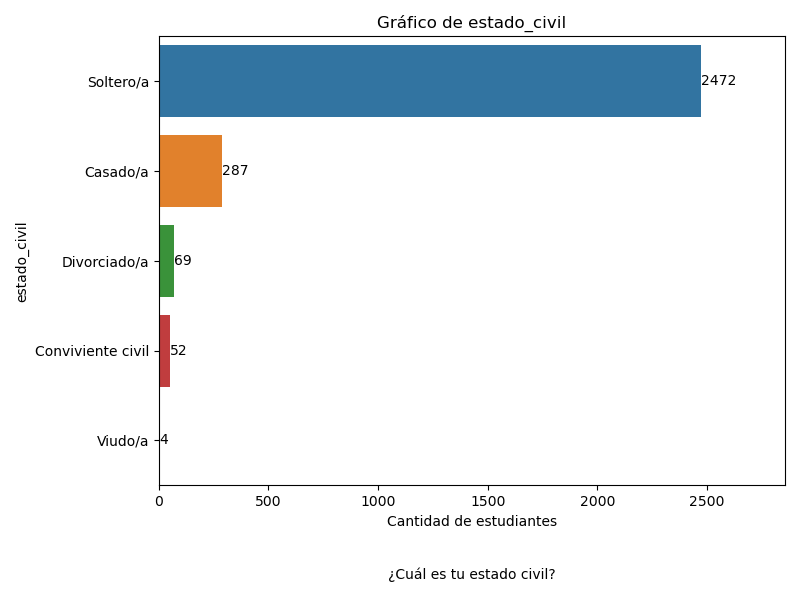 Gráfico de estado_civil
estado_civil
Soltero/a
2472
Casado/a
287
Divorciado/a
69
Conviviente civil
52
Viudo/a
4
0
500
1000
1500
2000
2500
Cantidad de estudiantes
¿Cuál es tu estado civil?